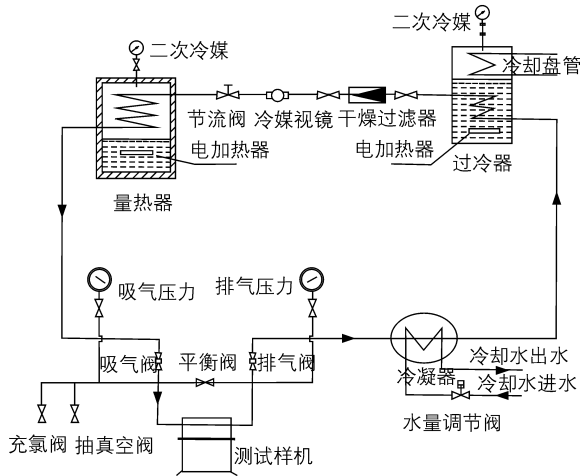 二次冷媒
二次冷媒
冷却盘管
节流阀
冷媒视镜
干燥过滤器
电加热器
电加热器
过冷器
量热器
吸气压力
排气压力
吸气阀
平衡阀
排气阀
冷凝器
冷却水出水
冷却水进水
水量调节阀
充氯阀
抽真空阀
测试样机